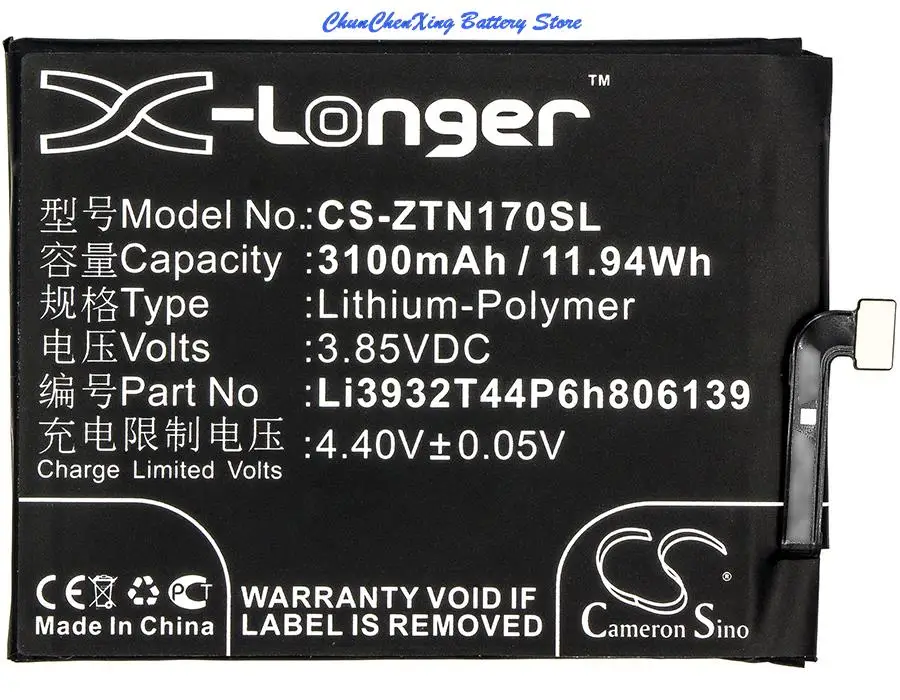 ChunChenXing Battery Store
X-Longer™
型号Model No.:CS-ZTN170SL
容量Capacity :3100mAh / 11.94Wh
规格Type :Lithium-Polymer
电压Volts :3.85VDC
编号Part No :Li3932T44P6h806139
充电限制电压 :4.40V±0.05V
Charge Limited Volts
CE PCT
Made In China
WARRANTY VOID IF
LABEL IS REMOVED
CS®
Cameron Sino